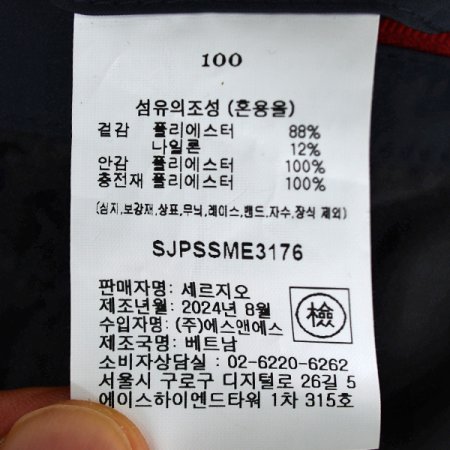 100
섬유의조성 (혼용율)
겉감 폴리에스터 88%
나일론 12%
안감 폴리에스터 100%
충전재 폴리에스터 100%
(심지,보강재,상표,무늬,레이스,밴드,자수,장식 제외)
SJPSSME3176
판매자명: 세르지오
제조년월: 2024년 8월
수입자명: (주)에스앤에스
제조국명: 베트남
檢
소비자상담실 : 02-6220-6262
서울시 구로구 디지털로 26길 5
에이스하이엔드타워 1차 315호